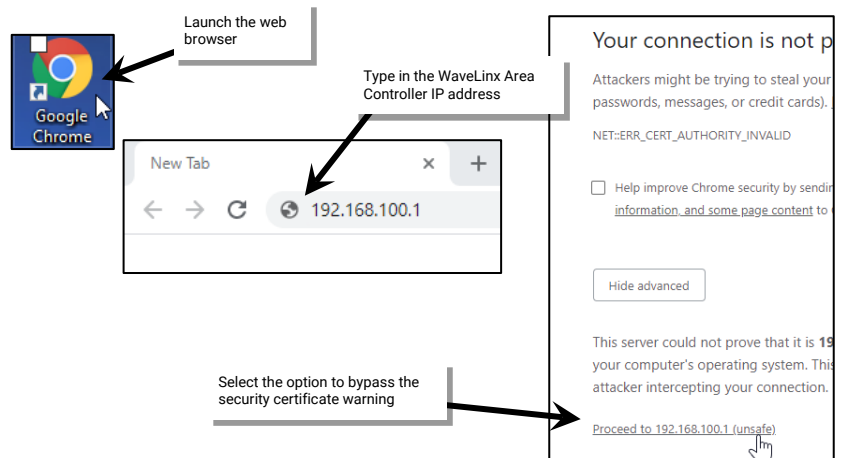 Launch the web
browser
Google
Chrome
Type in the WaveLinx Area
Controller IP address
New Tab
192.168.100.1
Your connection is not p
Attackers might be trying to steal your
passwords, messages, or credit cards).
NET::ERR_CERT_AUTHORITY_INVALID
Help improve Chrome security by sendin
information, and some page content to
Hide advanced
This server could not prove that it is 19
your computer's operating system. This
attacker intercepting your connection.
Select the option to bypass the
security certificate warning
Proceed to 192.168.100.1 (unsafe)